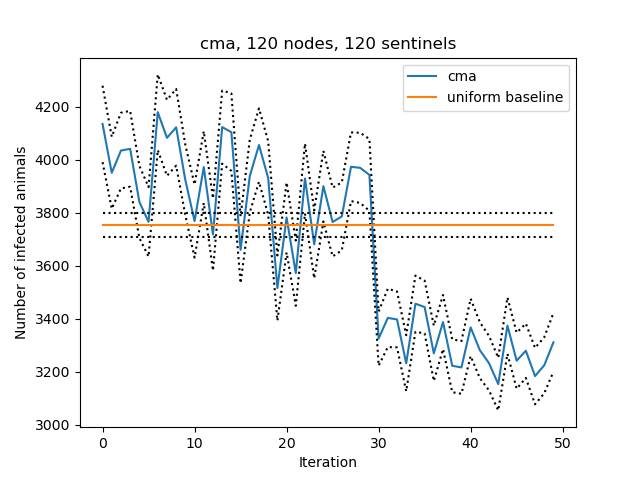 cma, 120 nodes, 120 sentinels
cma
uniform baseline
Number of infected animals
4200
4000
3800
3600
3400
3200
3000
0 10 20 30 40 50
Iteration